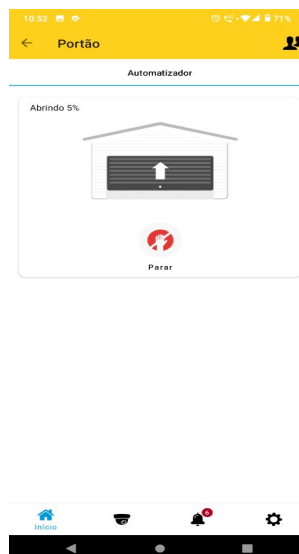 10:52 71%
Portão
Automatizador
Abrindo 5%
Parar
6
Início